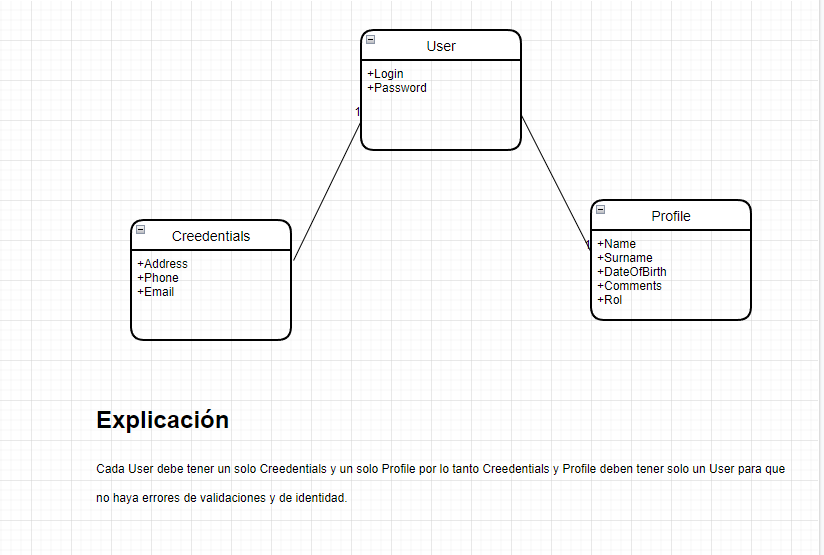 User
+Login
+Password
1
Creedentials
+Address
+Phone
+Email
Profile
1
+Name
+Surname
+DateOfBirth
+Comments
+Rol
Explicación
Cada User debe tener un solo Creedentials y un solo Profile por lo tanto Creedentials y Profile deben tener solo un User para que
no haya errores de validaciones y de identidad.